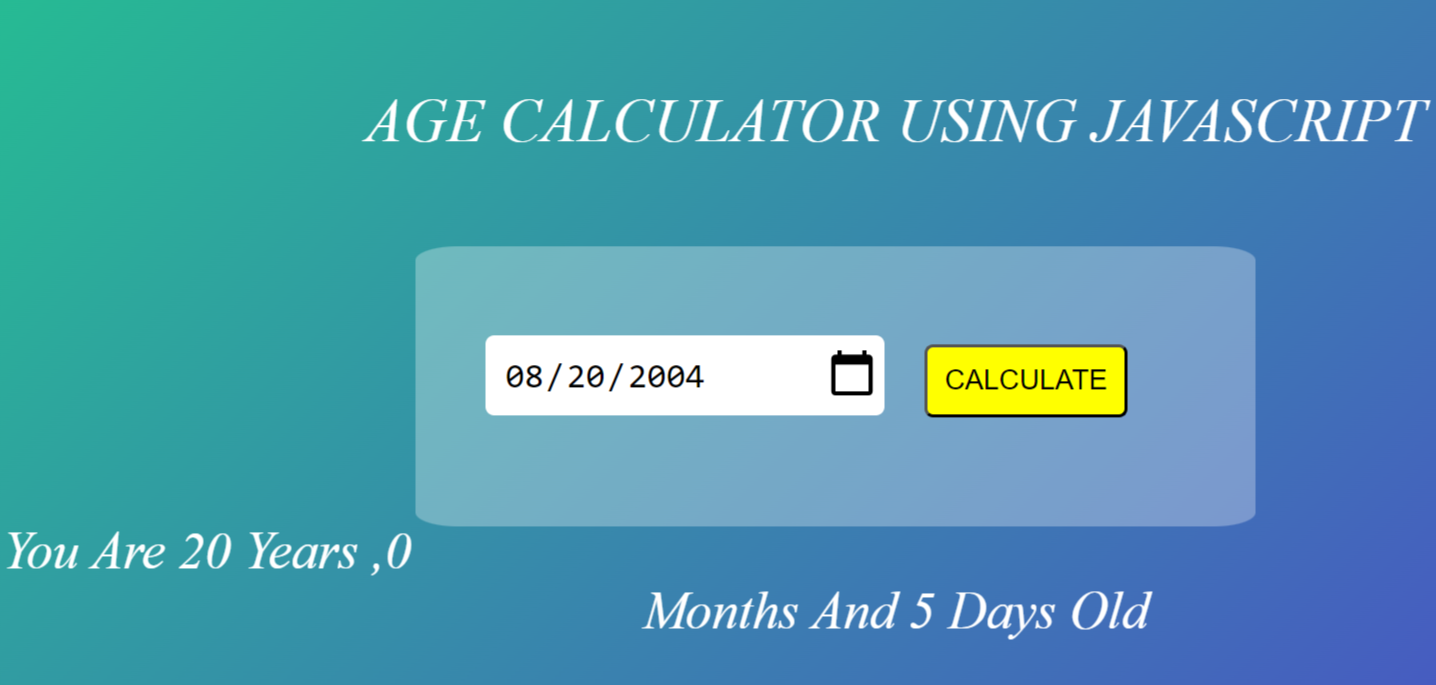 AGE CALCULATOR USING JAVASCRIPT
08/20/2004
CALCULATE
You Are 20 Years ,0
Months And 5 Days Old